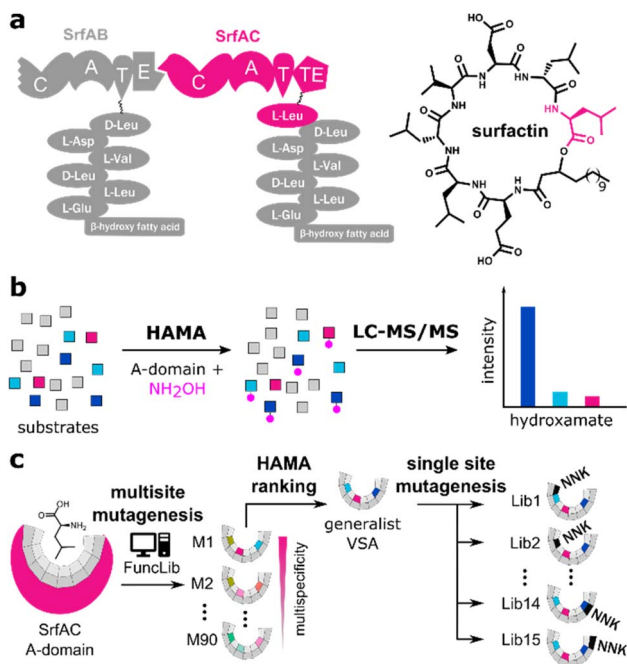 a
SrfAB
SrfAC
C A T E C A T TE
L-Leu
D-Leu
L-Asp
L-Val
D-Leu
L-Leu
L-Glu
β-hydroxy fatty acid
D-Leu
L-Asp
L-Val
D-Leu
L-Leu
L-Glu
β-hydroxy fatty acid
HO
O
O
N
H
H
N
O
O
NH
HN
surfactin
O
O
HN
NH
O
O
O
NH
H
N
O
O
O
9
HO
O
b
HAMA
A-domain +
NH2OH
LC-MS/MS
substrates
intensity
hydroxamate
c
O
OH
NH2
SrfAC
A-domain
multisite
mutagenesis
FuncLib
M1
M2
M90
multispecificity
HAMA
ranking
generalist
VSA
single site
mutagenesis
Lib1
NNK
Lib2
NNK
Lib14
NNK
Lib15
NNK